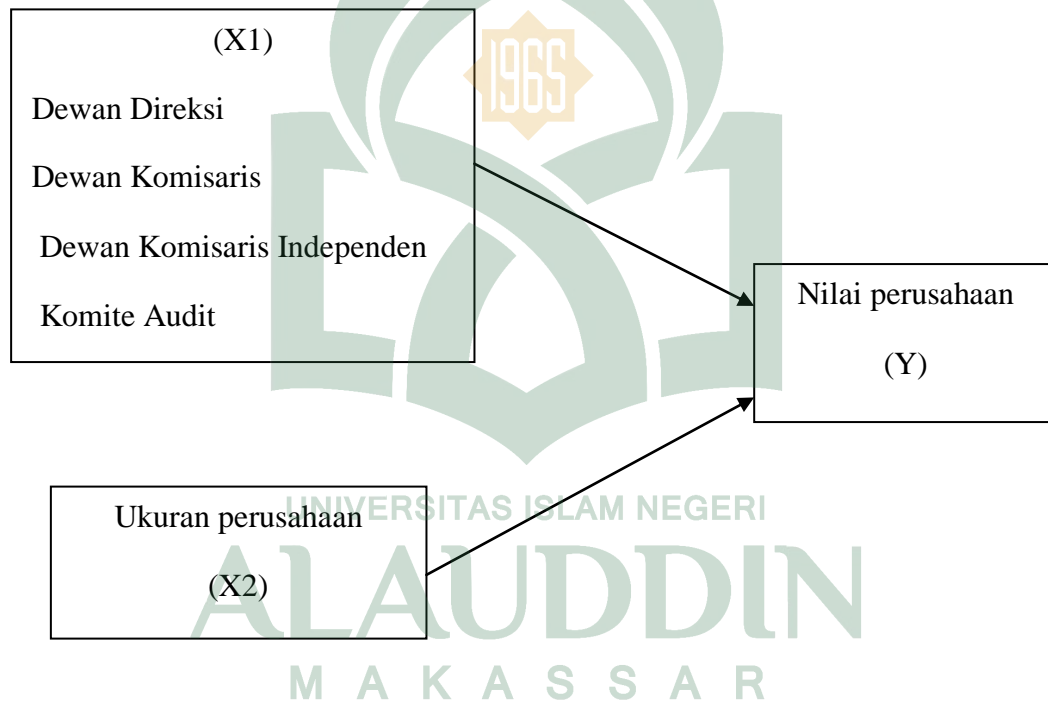 (X1)
Dewan Direksi
Dewan Komisaris
Dewan Komisaris Independen
Komite Audit
Nilai perusahaan
(Y)
Ukuran perusahaan
(X2)
1965
UNIVERSITAS ISLAM NEGERI
ALAUDDIN
MAKASSAR